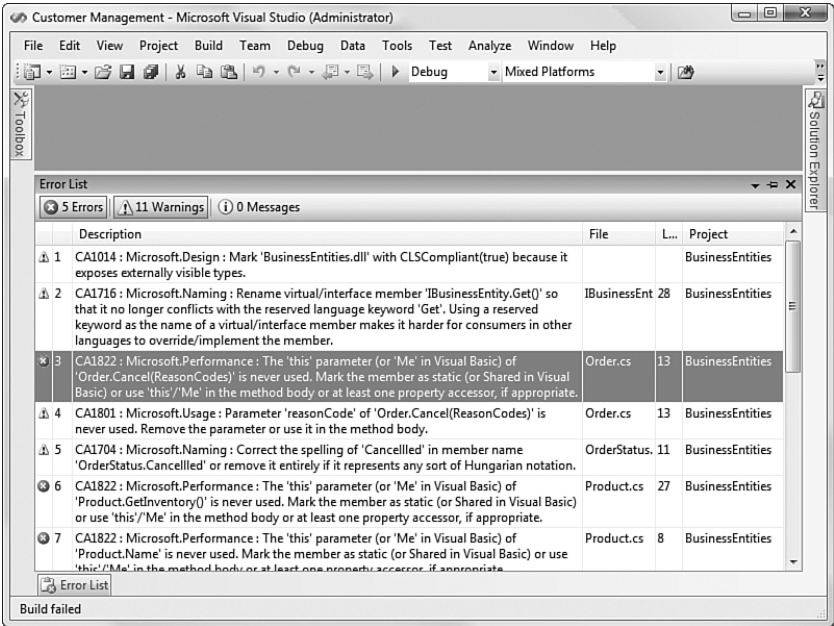 Customer Management - Microsoft Visual Studio (Administrator)
File Edit View Project Build Team Debug Data Tools Test Analyze Window Help
Debug Mixed Platforms
Toolbox
Solution Explorer
Error List
5 Errors 11 Warnings 0 Messages
Description File L... Project
1 CA1014 : Microsoft.Design : Mark 'BusinessEntities.dll' with CLSCompliant(true) because it BusinessEntities
exposes externally visible types.
2 CA1716 : Microsoft.Naming : Rename virtual/interface member 'IBusinessEntity.Get()' so IBusinessEnt 28 BusinessEntities
that it no longer conflicts with the reserved language keyword 'Get'. Using a reserved
keyword as the name of a virtual/interface member makes it harder for consumers in other
languages to override/implement the member.
3 CA1822 : Microsoft.Performance : The 'this' parameter (or 'Me' in Visual Basic) of Order.cs 13 BusinessEntities
'Order.Cancel(ReasonCodes)' is never used. Mark the member as static (or Shared in Visual
Basic) or use 'this'/'Me' in the method body or at least one property accessor, if appropriate.
4 CA1801 : Microsoft.Usage : Parameter 'reasonCode' of 'Order.Cancel(ReasonCodes)' is Order.cs 13 BusinessEntities
never used. Remove the parameter or use it in the method body.
5 CA1704 : Microsoft.Naming : Correct the spelling of 'Cancellled' in member name OrderStatus. 11 BusinessEntities
'OrderStatus.Cancellled' or remove it entirely if it represents any sort of Hungarian notation.
6 CA1822 : Microsoft.Performance : The 'this' parameter (or 'Me' in Visual Basic) of Product.cs 27 BusinessEntities
'Product.GetInventory()' is never used. Mark the member as static (or Shared in Visual Basic)
or use 'this'/'Me' in the method body or at least one property accessor, if appropriate.
7 CA1822 : Microsoft.Performance : The 'this' parameter (or 'Me' in Visual Basic) of Product.cs 8 BusinessEntities
'Product.Name' is never used. Mark the member as static (or Shared in Visual Basic) or use
'this'/'Me' in the method body or at least one property accessor, if appropriate.
Error List
Build failed